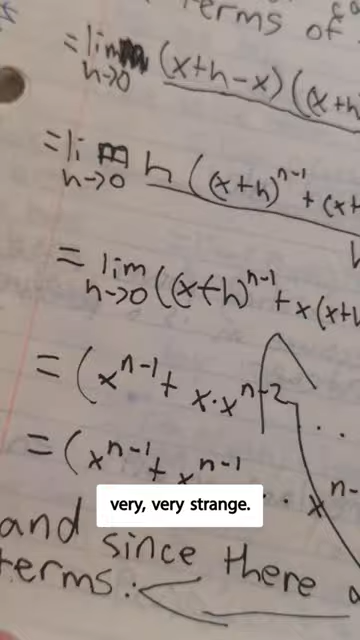 terms of
= lim (x+h-x)((x+h
h→0
= lim h((x+h)^{n-1} + (x+
h→0 h
= lim ((x+h)^{n-1} + x(x+h
h→0
= (x^{n-1} + x·x^{n-2} ...
= (x^{n-1} + x^{n-1} ... x^{n-
very, very strange.
and since there a
terms: